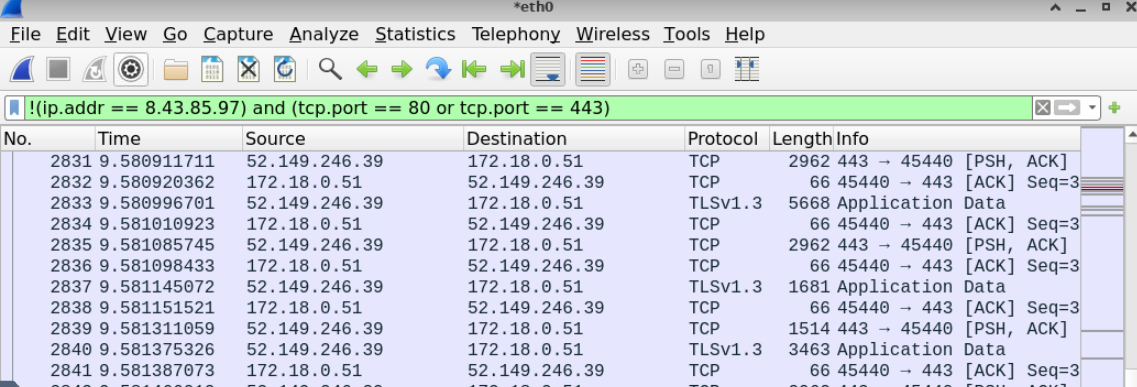 *eth0
File Edit View Go Capture Analyze Statistics Telephony Wireless Tools Help
!(ip.addr == 8.43.85.97) and (tcp.port == 80 or tcp.port == 443)
No. Time Source Destination Protocol Length Info
2831 9.580911711 52.149.246.39 172.18.0.51 TCP 2962 443 → 45440 [PSH, ACK]
2832 9.580920362 172.18.0.51 52.149.246.39 TCP 66 45440 → 443 [ACK] Seq=3
2833 9.580996701 52.149.246.39 172.18.0.51 TLSv1.3 5668 Application Data
2834 9.581010923 172.18.0.51 52.149.246.39 TCP 66 45440 → 443 [ACK] Seq=3
2835 9.581085745 52.149.246.39 172.18.0.51 TCP 2962 443 → 45440 [PSH, ACK]
2836 9.581098433 172.18.0.51 52.149.246.39 TCP 66 45440 → 443 [ACK] Seq=3
2837 9.581145072 52.149.246.39 172.18.0.51 TLSv1.3 1681 Application Data
2838 9.581151521 172.18.0.51 52.149.246.39 TCP 66 45440 → 443 [ACK] Seq=3
2839 9.581311059 52.149.246.39 172.18.0.51 TCP 1514 443 → 45440 [PSH, ACK]
2840 9.581375326 52.149.246.39 172.18.0.51 TLSv1.3 3463 Application Data
2841 9.581387073 172.18.0.51 52.149.246.39 TCP 66 45440 → 443 [ACK] Seq=3